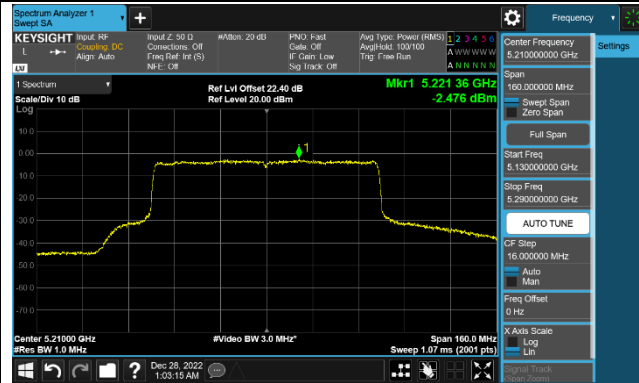 Spectrum Analyzer 1
Swept SA
+
Frequency
KEYSIGHT
L
LXI
Input: RF
Coupling: DC
Align: Auto
Input Z: 50 Ω
Corrections: Off
Freq Ref: Int (S)
NFE: Off
#Atten: 20 dB
PNO: Fast
Gate: Off
IF Gain: Low
Sig Track: Off
Avg Type: Power (RMS)
Avg|Hold: 100/100
Trig: Free Run
1 2 3 4 5 6
A W W W W W
A N N N N N
1 Spectrum
Scale/Div 10 dB
Log
Ref Lvl Offset 22.40 dB
Ref Level 20.00 dBm
Mkr1 5.221 36 GHz
-2.476 dBm
10.0
0.00
-10.0
-20.0
-30.0
-40.0
-50.0
-60.0
-70.0
1
Center 5.21000 GHz
#Res BW 1.0 MHz
#Video BW 3.0 MHz*
Span 160.0 MHz
Sweep 1.07 ms (2001 pts)
Dec 28, 2022
1:03:15 AM
?
Center Frequency
5.210000000 GHz
Settings
Span
160.000000 MHz
Swept Span
Zero Span
Full Span
Start Freq
5.130000000 GHz
Stop Freq
5.290000000 GHz
AUTO TUNE
CF Step
16.000000 MHz
Auto
Man
Freq Offset
0 Hz
X Axis Scale
Log
Lin
Signal Track
(Span Zoom)